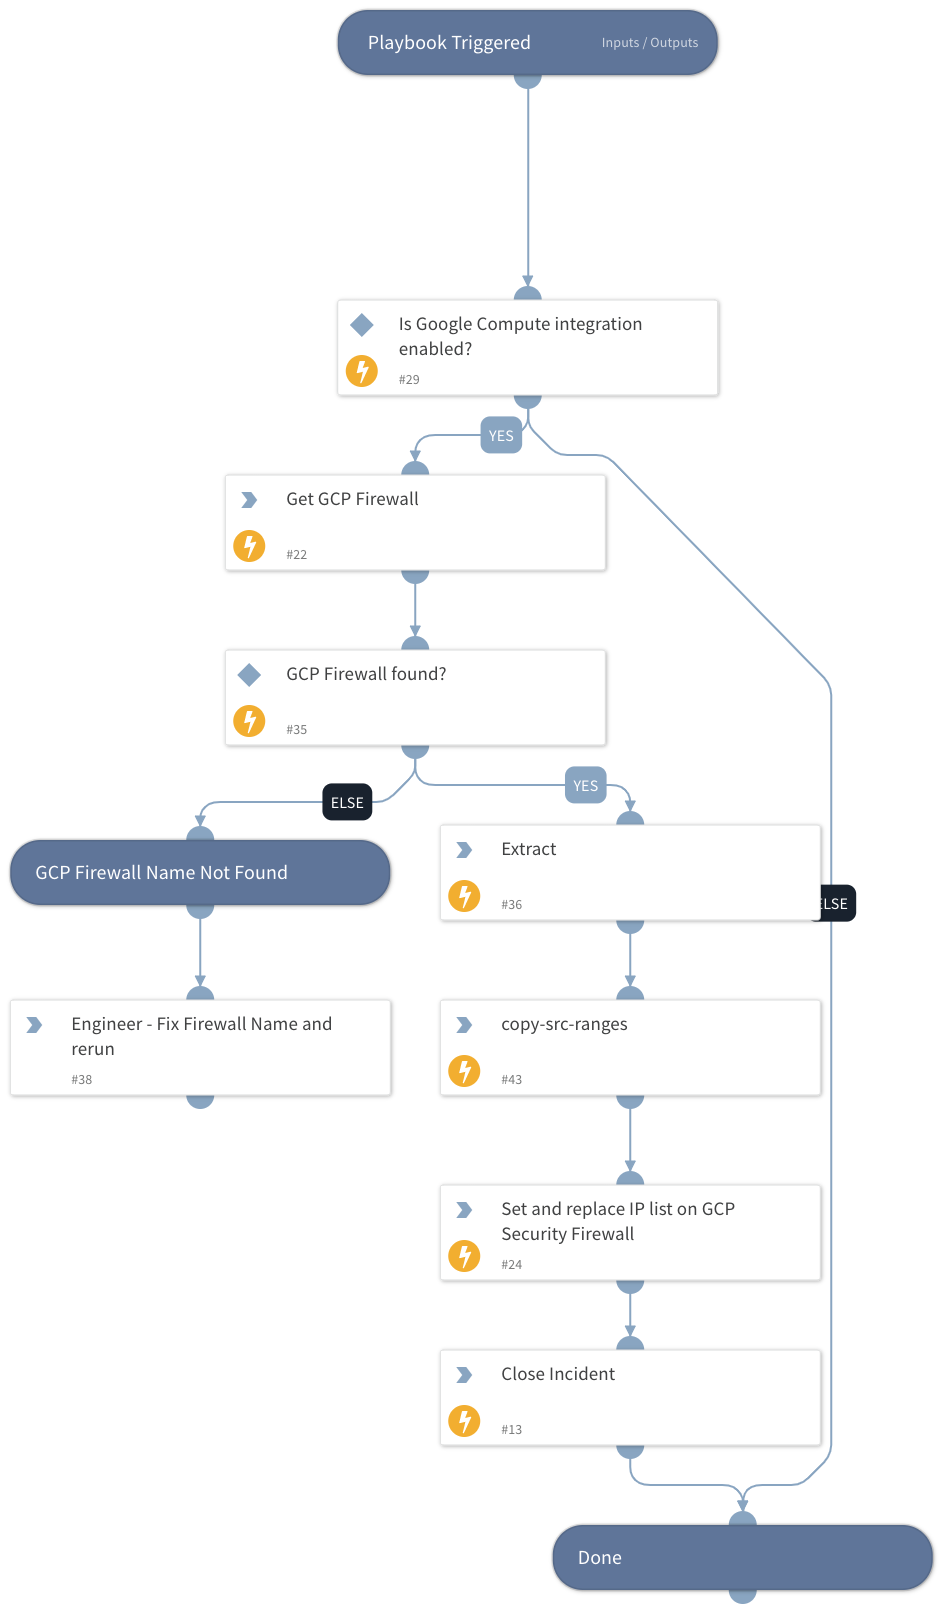 Playbook Triggered
Inputs / Outputs
Is Google Compute integration
enabled?
#29
YES
Get GCP Firewall
#22
GCP Firewall found?
#35
ELSE
YES
GCP Firewall Name Not Found
Extract
#36
ELSE
Engineer - Fix Firewall Name and
rerun
#38
copy-src-ranges
#43
Set and replace IP list on GCP
Security Firewall
#24
Close Incident
#13
Done